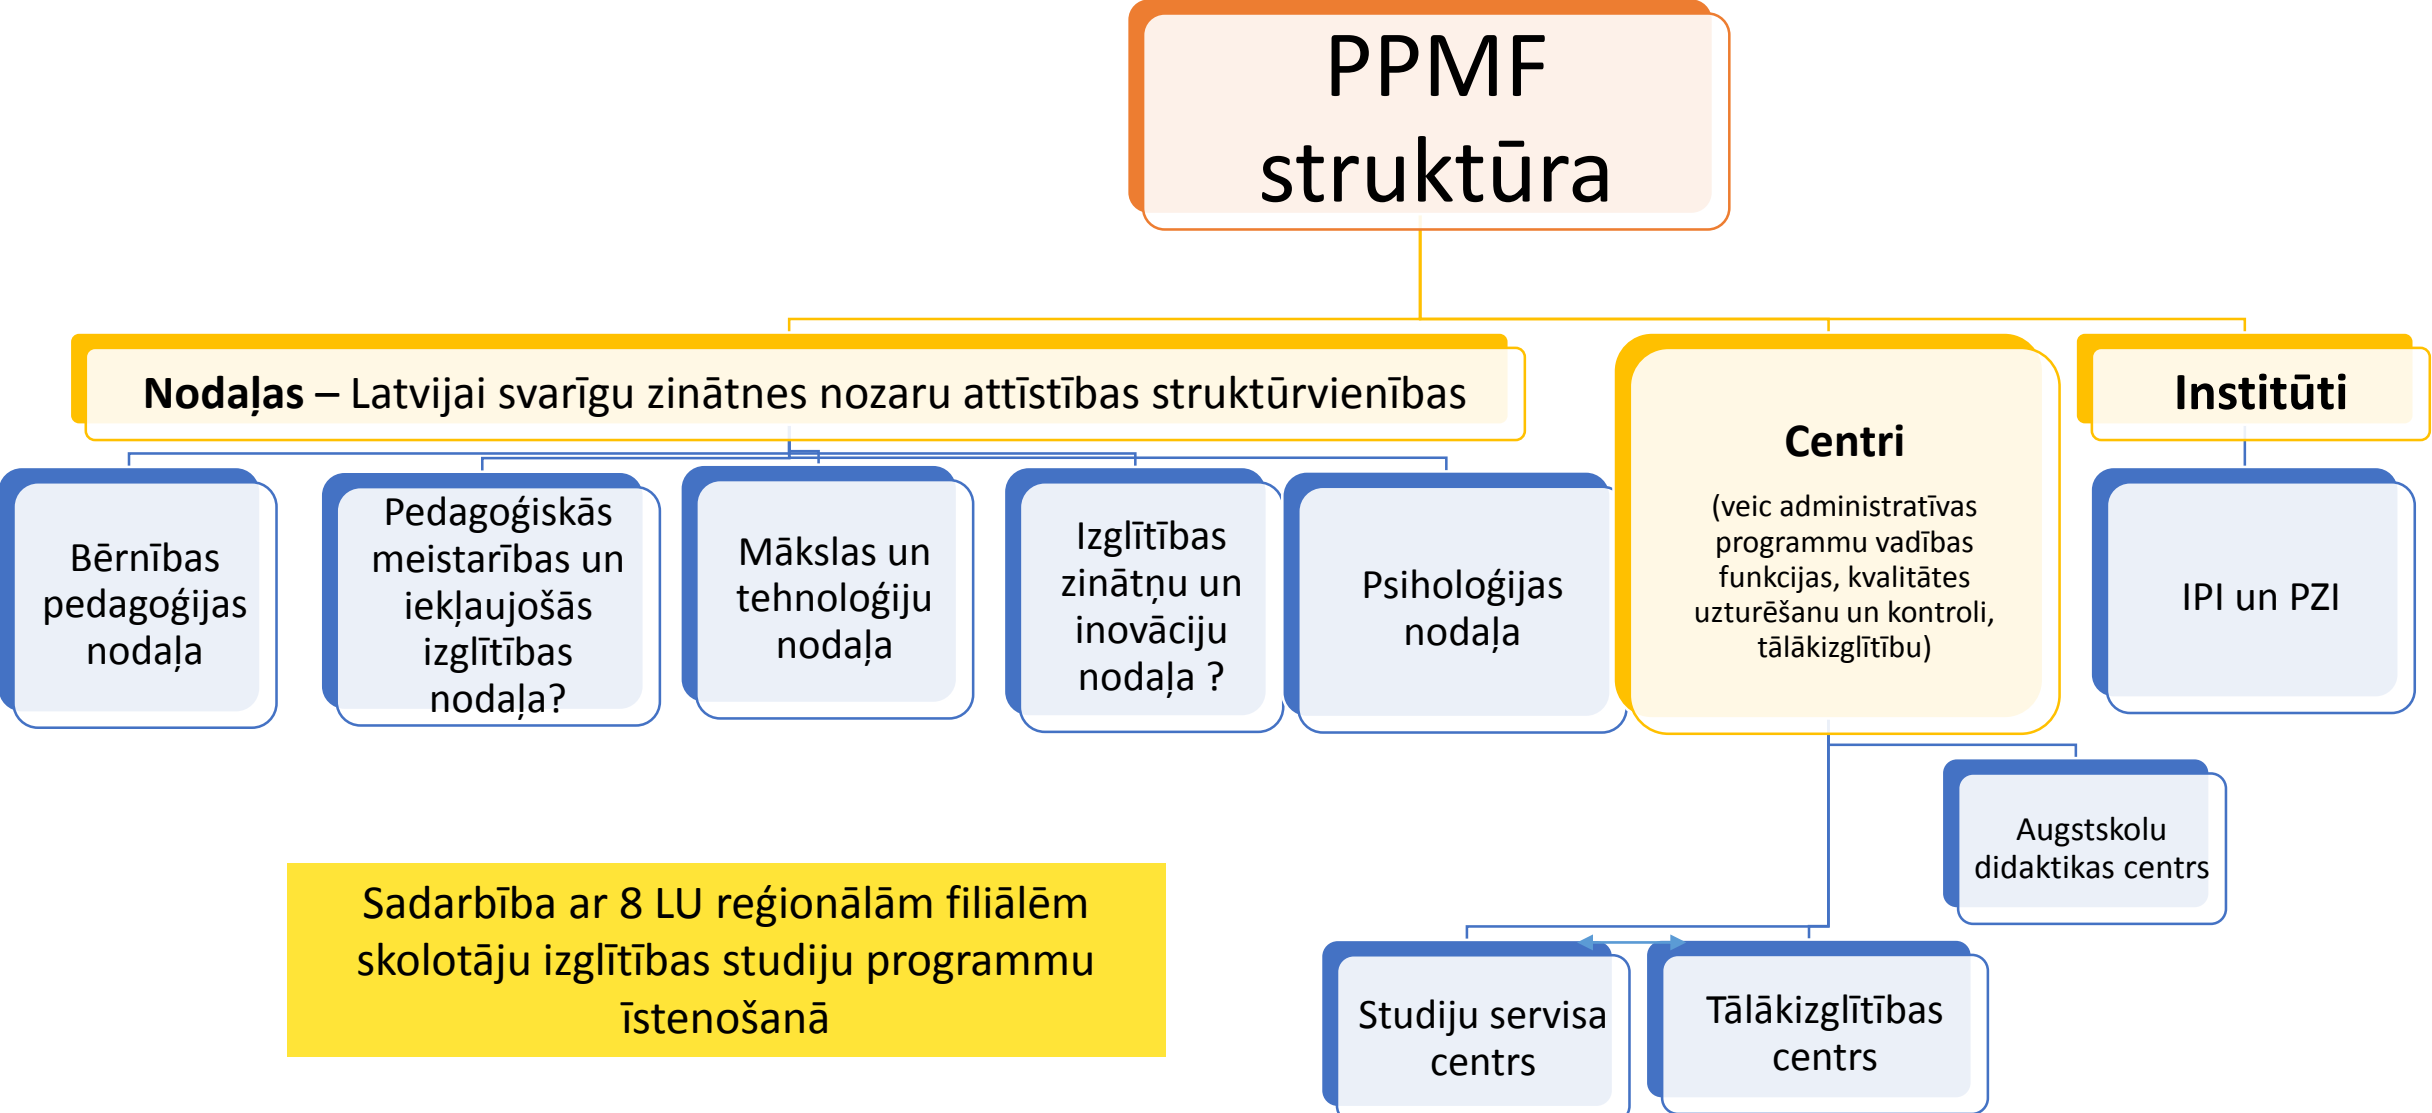 PPMF
struktūra
Nodaļas – Latvijai svarīgu zinātnes nozaru attīstības struktūrvienības
Centri
(veic administratīvas
programmu vadības
funkcijas, kvalitātes
uzturēšanu un kontroli,
tālākizglītību)
Institūti
Bērnības
pedagoģijas
nodaļa
Pedagoģiskās
meistarības un
iekļaujošās
izglītības
nodaļa?
Mākslas un
tehnoloģiju
nodaļa
Izglītības
zinātņu un
inovāciju
nodaļa ?
Psiholoģijas
nodaļa
IPI un PZI
Augstskolu
didaktikas centrs
Studiju servisa
centrs
Tālākizglītības
centrs
Sadarbība ar 8 LU reģionālām filiālēm
skolotāju izglītības studiju programmu
īstenošanā